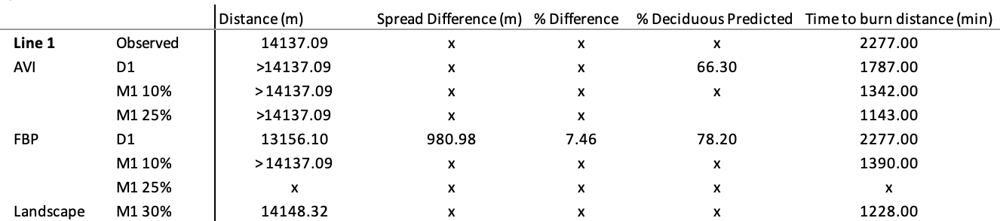 Distance (m) Spread Difference (m) % Difference % Deciduous Predicted Time to burn distance (min)
Line 1 Observed 14137.09 x x x 2277.00
AVI D1 >14137.09 x x 66.30 1787.00
M1 10% >14137.09 x x x 1342.00
M1 25% >14137.09 x x 1143.00
FBP D1 13156.10 980.98 7.46 78.20 2277.00
M1 10% >14137.09 x x x 1390.00
M1 25% x x x x x
Landscape M1 30% 14148.32 x x x 1228.00